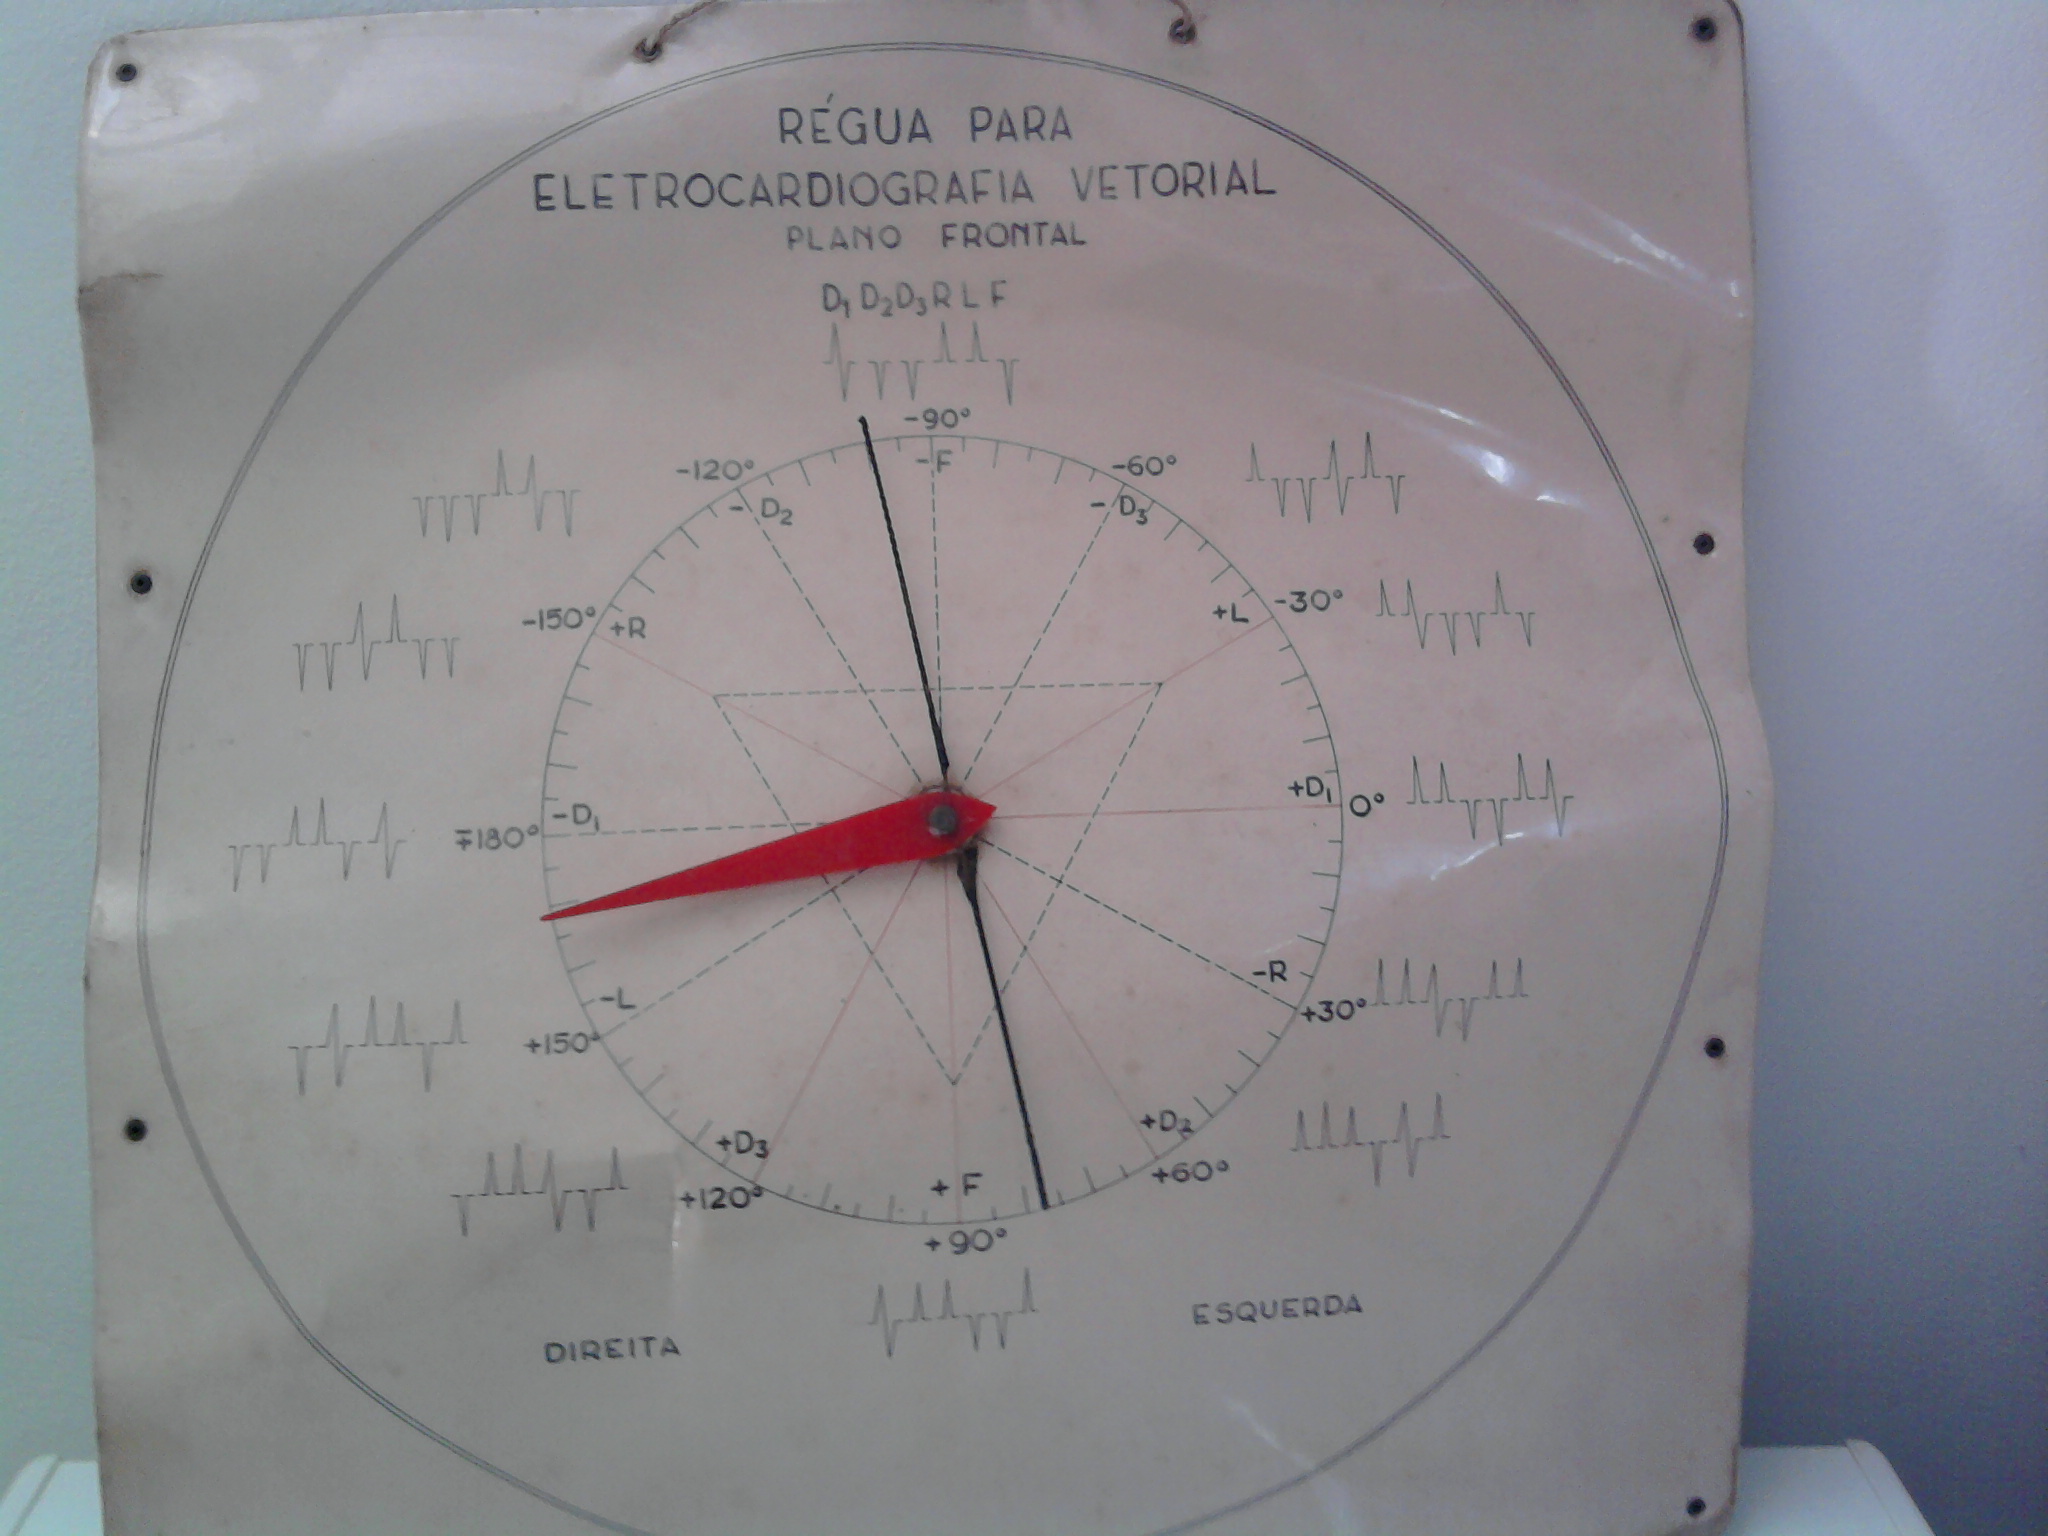 RÉGUA PARA
ELETROCARDIOGRAFIA VETORIAL
PLANO FRONTAL
D1 D2 D3 R L F
-90°
-F
-120°
- D2
-60°
- D3
-150°
+R
-30°
+L
∓180°
-D1
+D1
0°
-L
+150°
-R
+30°
+D3
+120°
+F
+90°
+D2
+60°
DIREITA
ESQUERDA